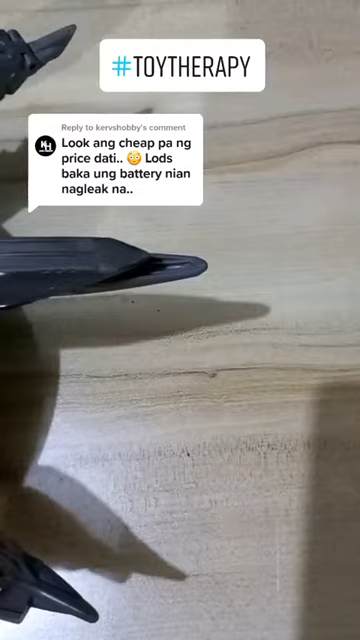 #TOYTHERAPY
Reply to kervshobby's comment
Look ang cheap pa ng
price dati.. 😳 Lods
baka ung battery nian
nagleak na..